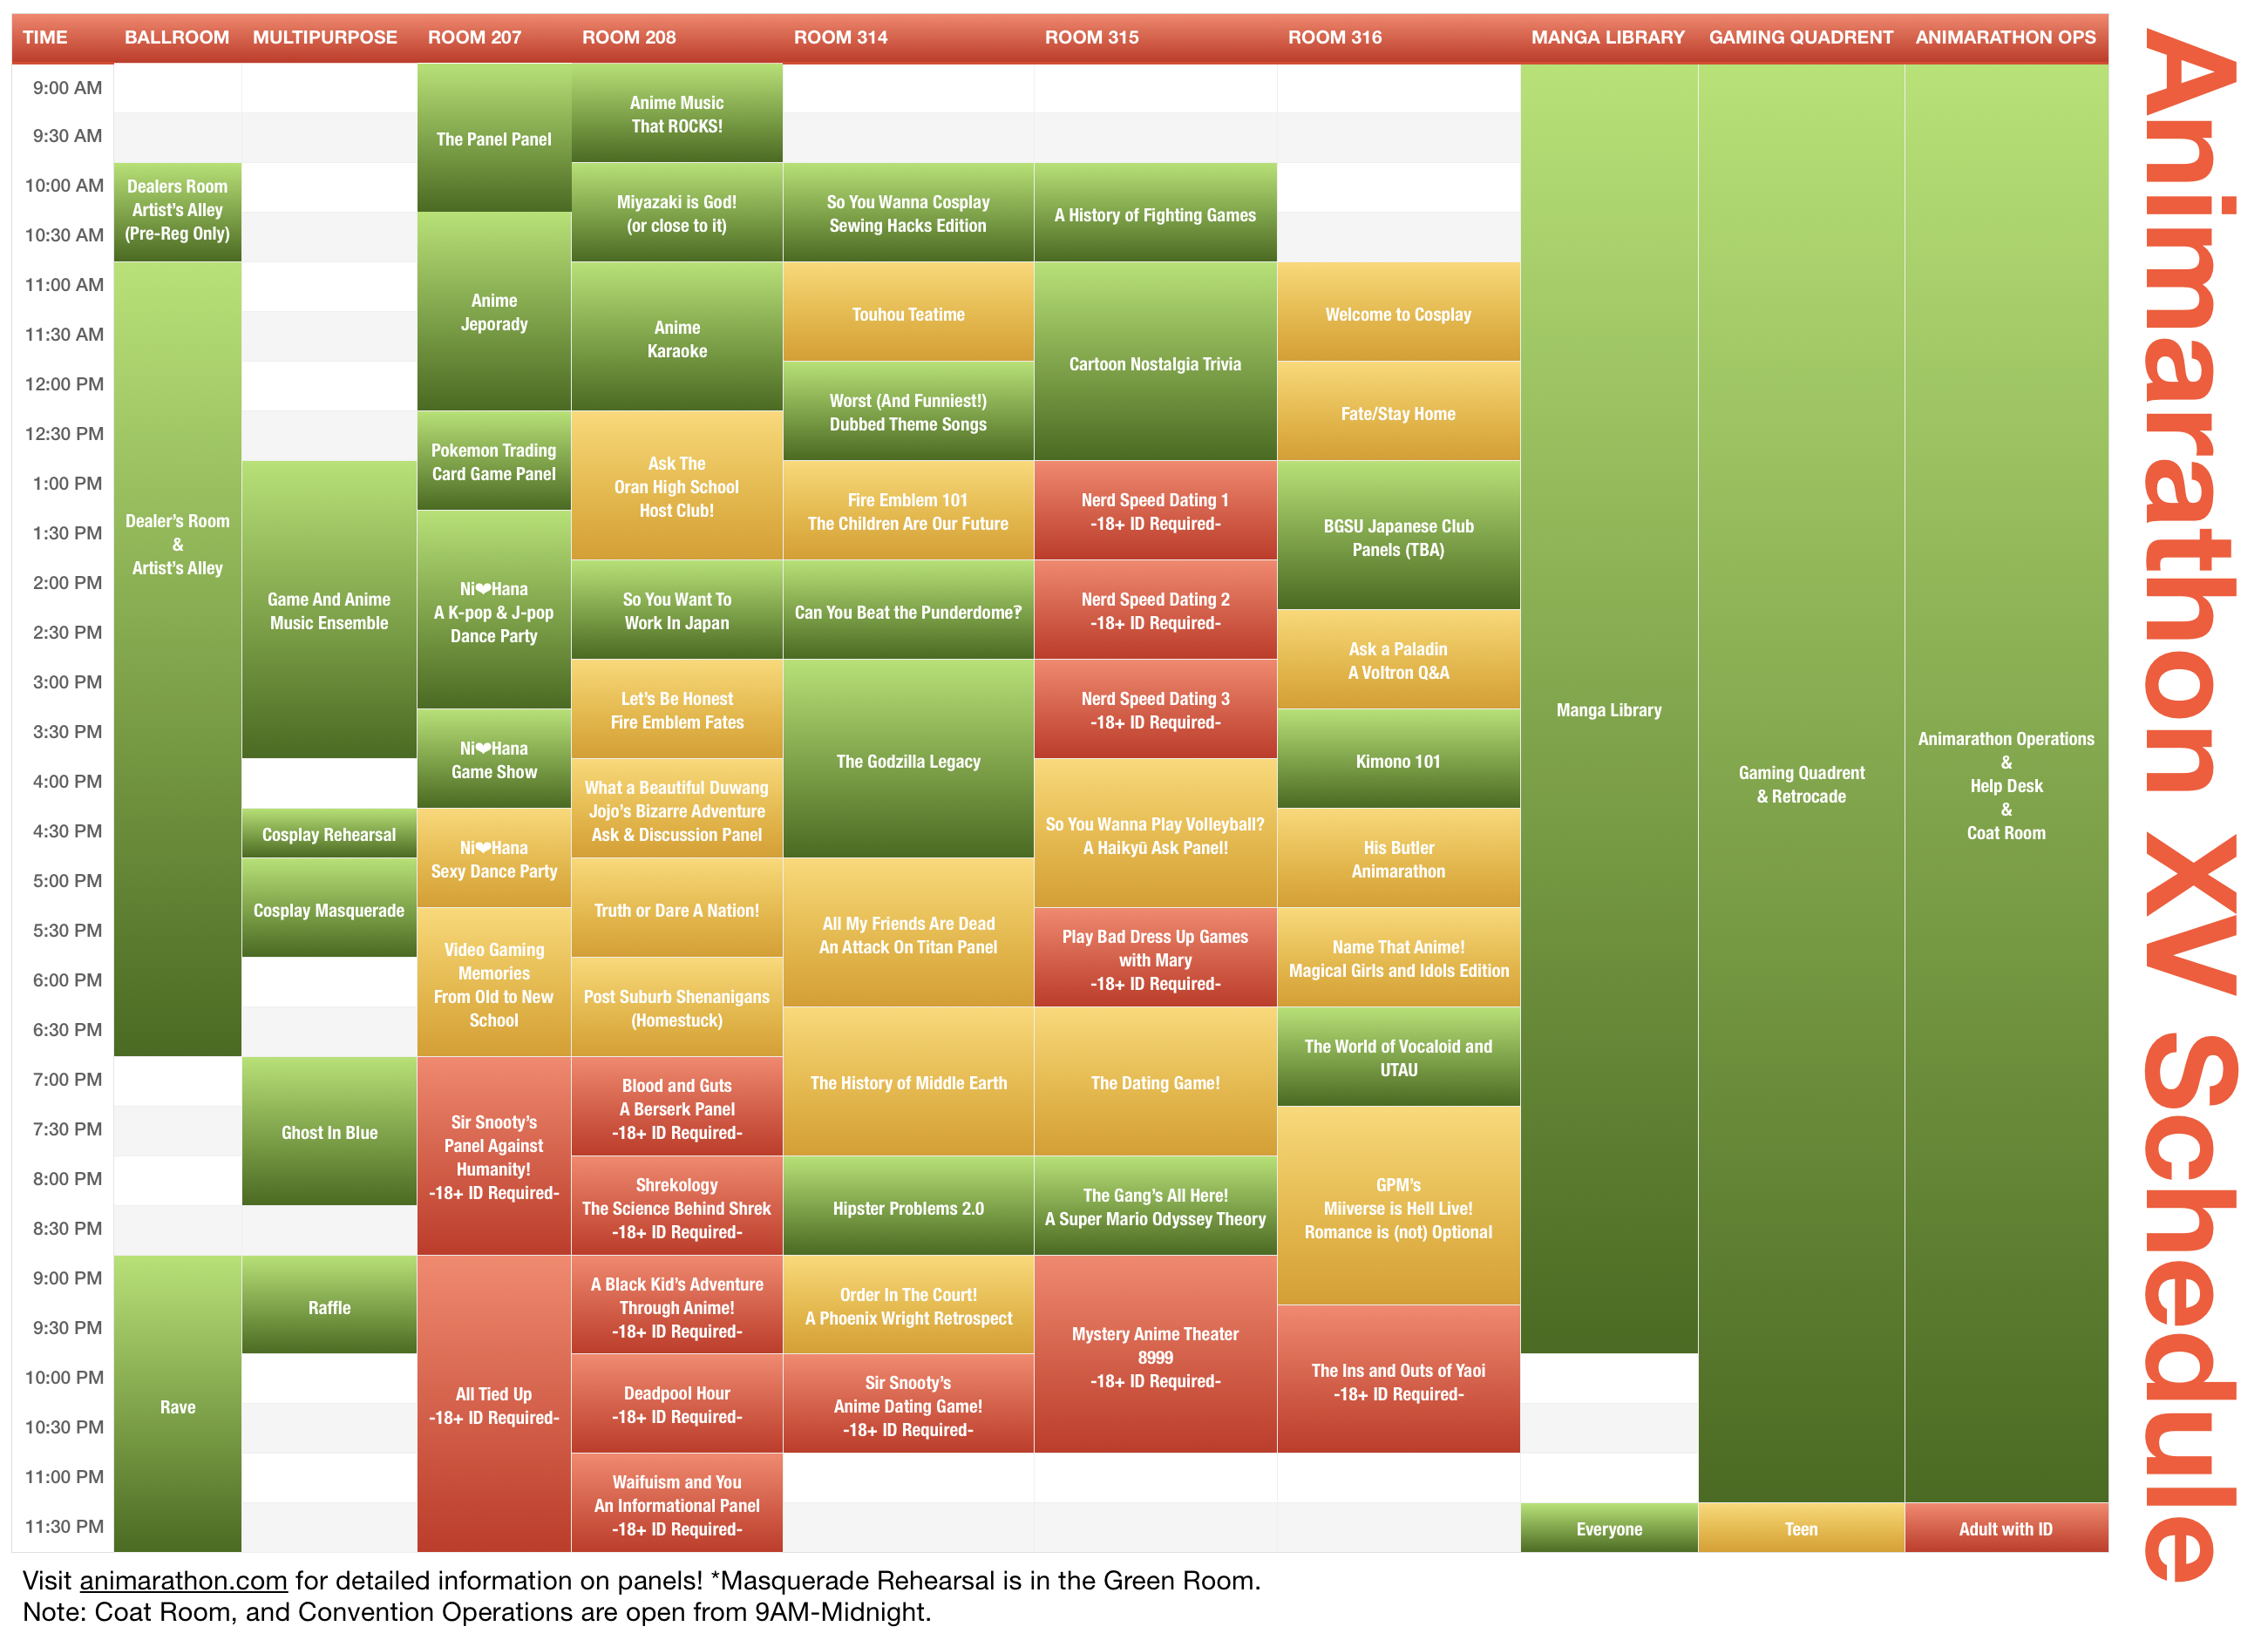 TIME BALLROOM MULTIPURPOSE ROOM 207 ROOM 208 ROOM 314 ROOM 315 ROOM 316 MANGA LIBRARY GAMING QUADRENT ANIMARATHON OPS
9:00 AM
9:30 AM
10:00 AM
10:30 AM
11:00 AM
11:30 AM
12:00 PM
12:30 PM
1:00 PM
1:30 PM
2:00 PM
2:30 PM
3:00 PM
3:30 PM
4:00 PM
4:30 PM
5:00 PM
5:30 PM
6:00 PM
6:30 PM
7:00 PM
7:30 PM
8:00 PM
8:30 PM
9:00 PM
9:30 PM
10:00 PM
10:30 PM
11:00 PM
11:30 PM
Dealers Room
Artist's Alley
(Pre-Reg Only)
Dealer's Room
&
Artist's Alley
Rave
Game And Anime
Music Ensemble
Cosplay Rehearsal
Cosplay Masquerade
Ghost In Blue
Raffle
The Panel Panel
Anime
Jeporady
Pokemon Trading
Card Game Panel
Ni❤Hana
A K-pop & J-pop
Dance Party
Ni❤Hana
Game Show
Ni❤Hana
Sexy Dance Party
Video Gaming
Memories
From Old to New
School
Sir Snooty's
Panel Against
Humanity!
-18+ ID Required-
All Tied Up
-18+ ID Required-
Anime Music
That ROCKS!
Miyazaki is God!
(or close to it)
Anime
Karaoke
Ask The
Oran High School
Host Club!
So You Want To
Work In Japan
Let's Be Honest
Fire Emblem Fates
What a Beautiful Duwang
Jojo's Bizarre Adventure
Ask & Discussion Panel
Truth or Dare A Nation!
Post Suburb Shenanigans
(Homestuck)
Blood and Guts
A Berserk Panel
-18+ ID Required-
Shrekology
The Science Behind Shrek
-18+ ID Required-
A Black Kid's Adventure
Through Anime!
-18+ ID Required-
Deadpool Hour
-18+ ID Required-
Waifuism and You
An Informational Panel
-18+ ID Required-
So You Wanna Cosplay
Sewing Hacks Edition
Touhou Teatime
Worst (And Funniest!)
Dubbed Theme Songs
Fire Emblem 101
The Children Are Our Future
Can You Beat the Punderdome‽
The Godzilla Legacy
All My Friends Are Dead
An Attack On Titan Panel
The History of Middle Earth
Hipster Problems 2.0
Order In The Court!
A Phoenix Wright Retrospect
Sir Snooty's
Anime Dating Game!
-18+ ID Required-
A History of Fighting Games
Cartoon Nostalgia Trivia
Nerd Speed Dating 1
-18+ ID Required-
Nerd Speed Dating 2
-18+ ID Required-
Nerd Speed Dating 3
-18+ ID Required-
So You Wanna Play Volleyball?
A Haikyū Ask Panel!
Play Bad Dress Up Games
with Mary
-18+ ID Required-
The Dating Game!
The Gang's All Here!
A Super Mario Odyssey Theory
Mystery Anime Theater
8999
-18+ ID Required-
Welcome to Cosplay
Fate/Stay Home
BGSU Japanese Club
Panels (TBA)
Ask a Paladin
A Voltron Q&A
Kimono 101
His Butler
Animarathon
Name That Anime!
Magical Girls and Idols Edition
The World of Vocaloid and
UTAU
GPM's
Miiverse is Hell Live!
Romance is (not) Optional
The Ins and Outs of Yaoi
-18+ ID Required-
Manga Library
Gaming Quadrent
& Retrocade
Animarathon Operations
&
Help Desk
&
Coat Room
Everyone
Teen
Adult with ID
Animarathon XV Schedule
Visit animarathon.com for detailed information on panels! *Masquerade Rehearsal is in the Green Room.
Note: Coat Room, and Convention Operations are open from 9AM-Midnight.